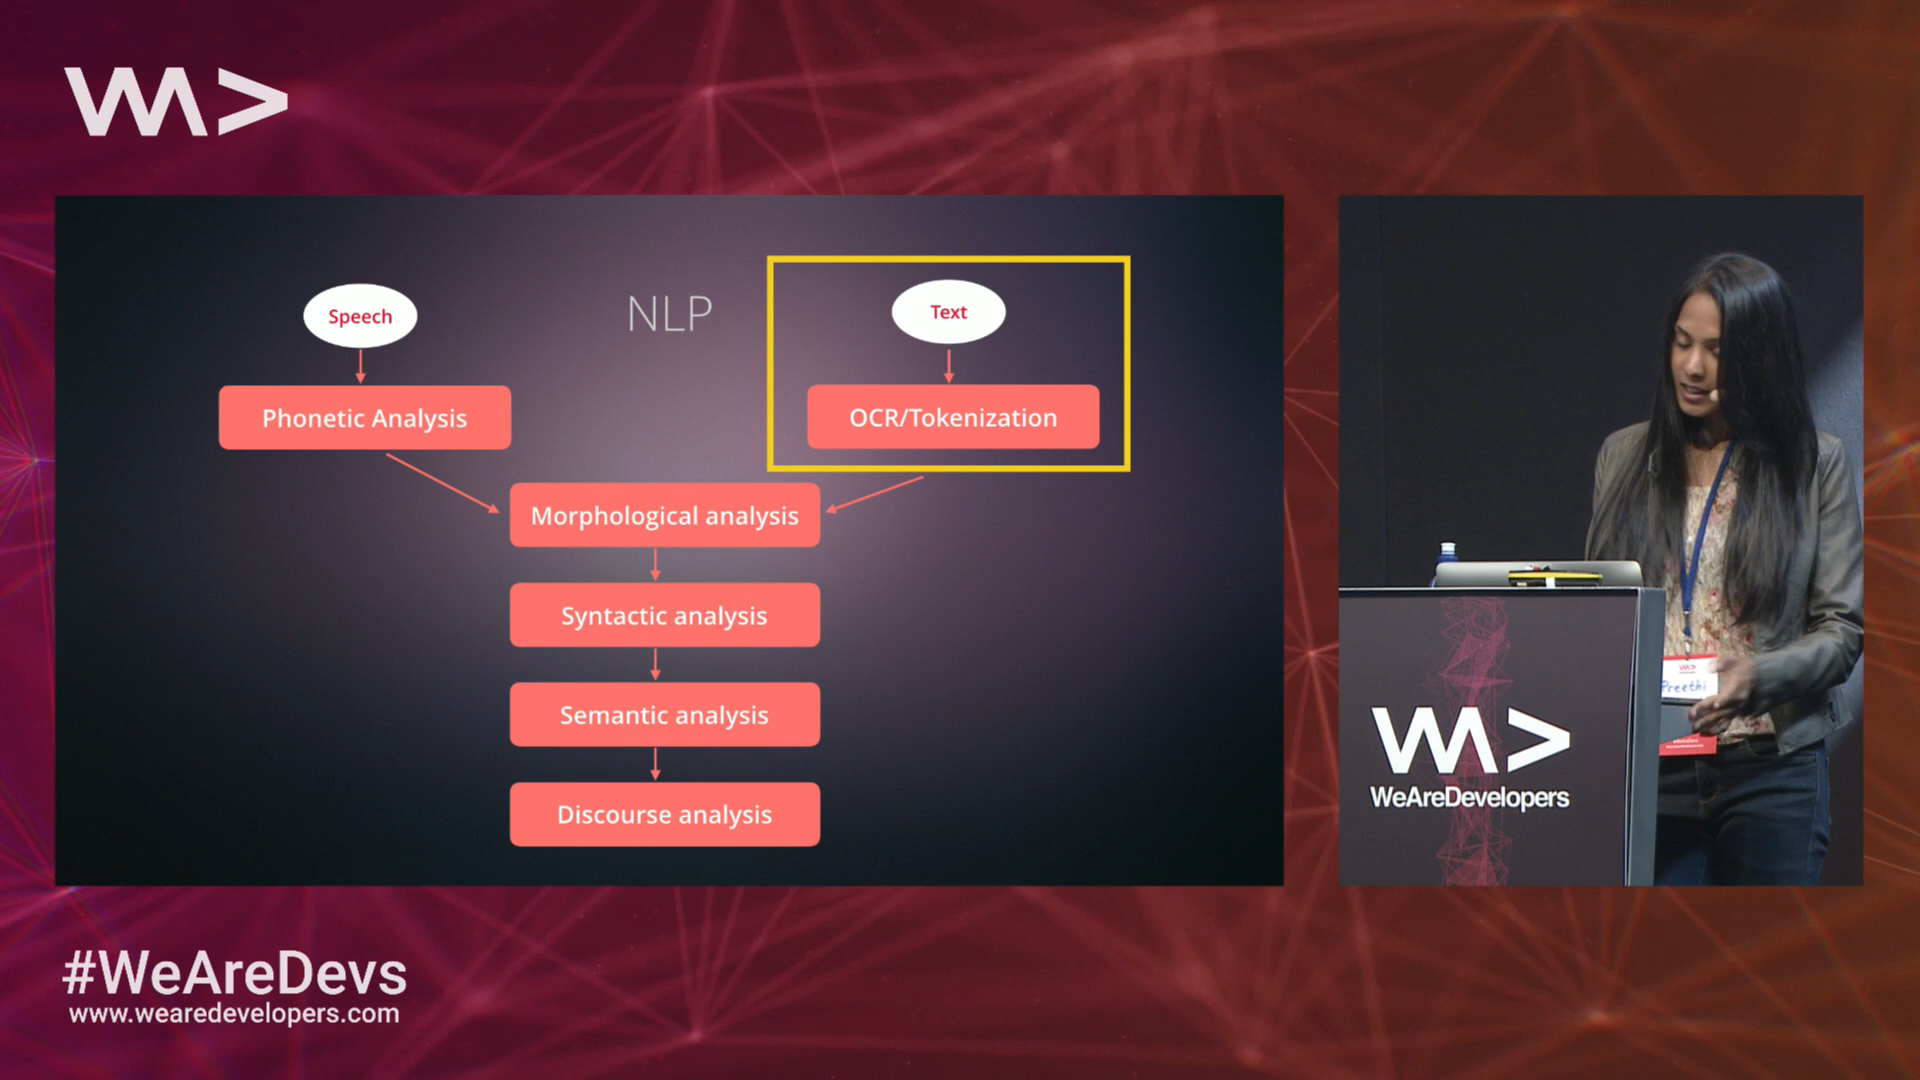 Speech
NLP
Text
Phonetic Analysis
OCR/Tokenization
Morphological analysis
Syntactic analysis
Semantic analysis
Discourse analysis
Preethi
WeAreDevelopers
#WeAreDevs
www.wearedevelopers.com